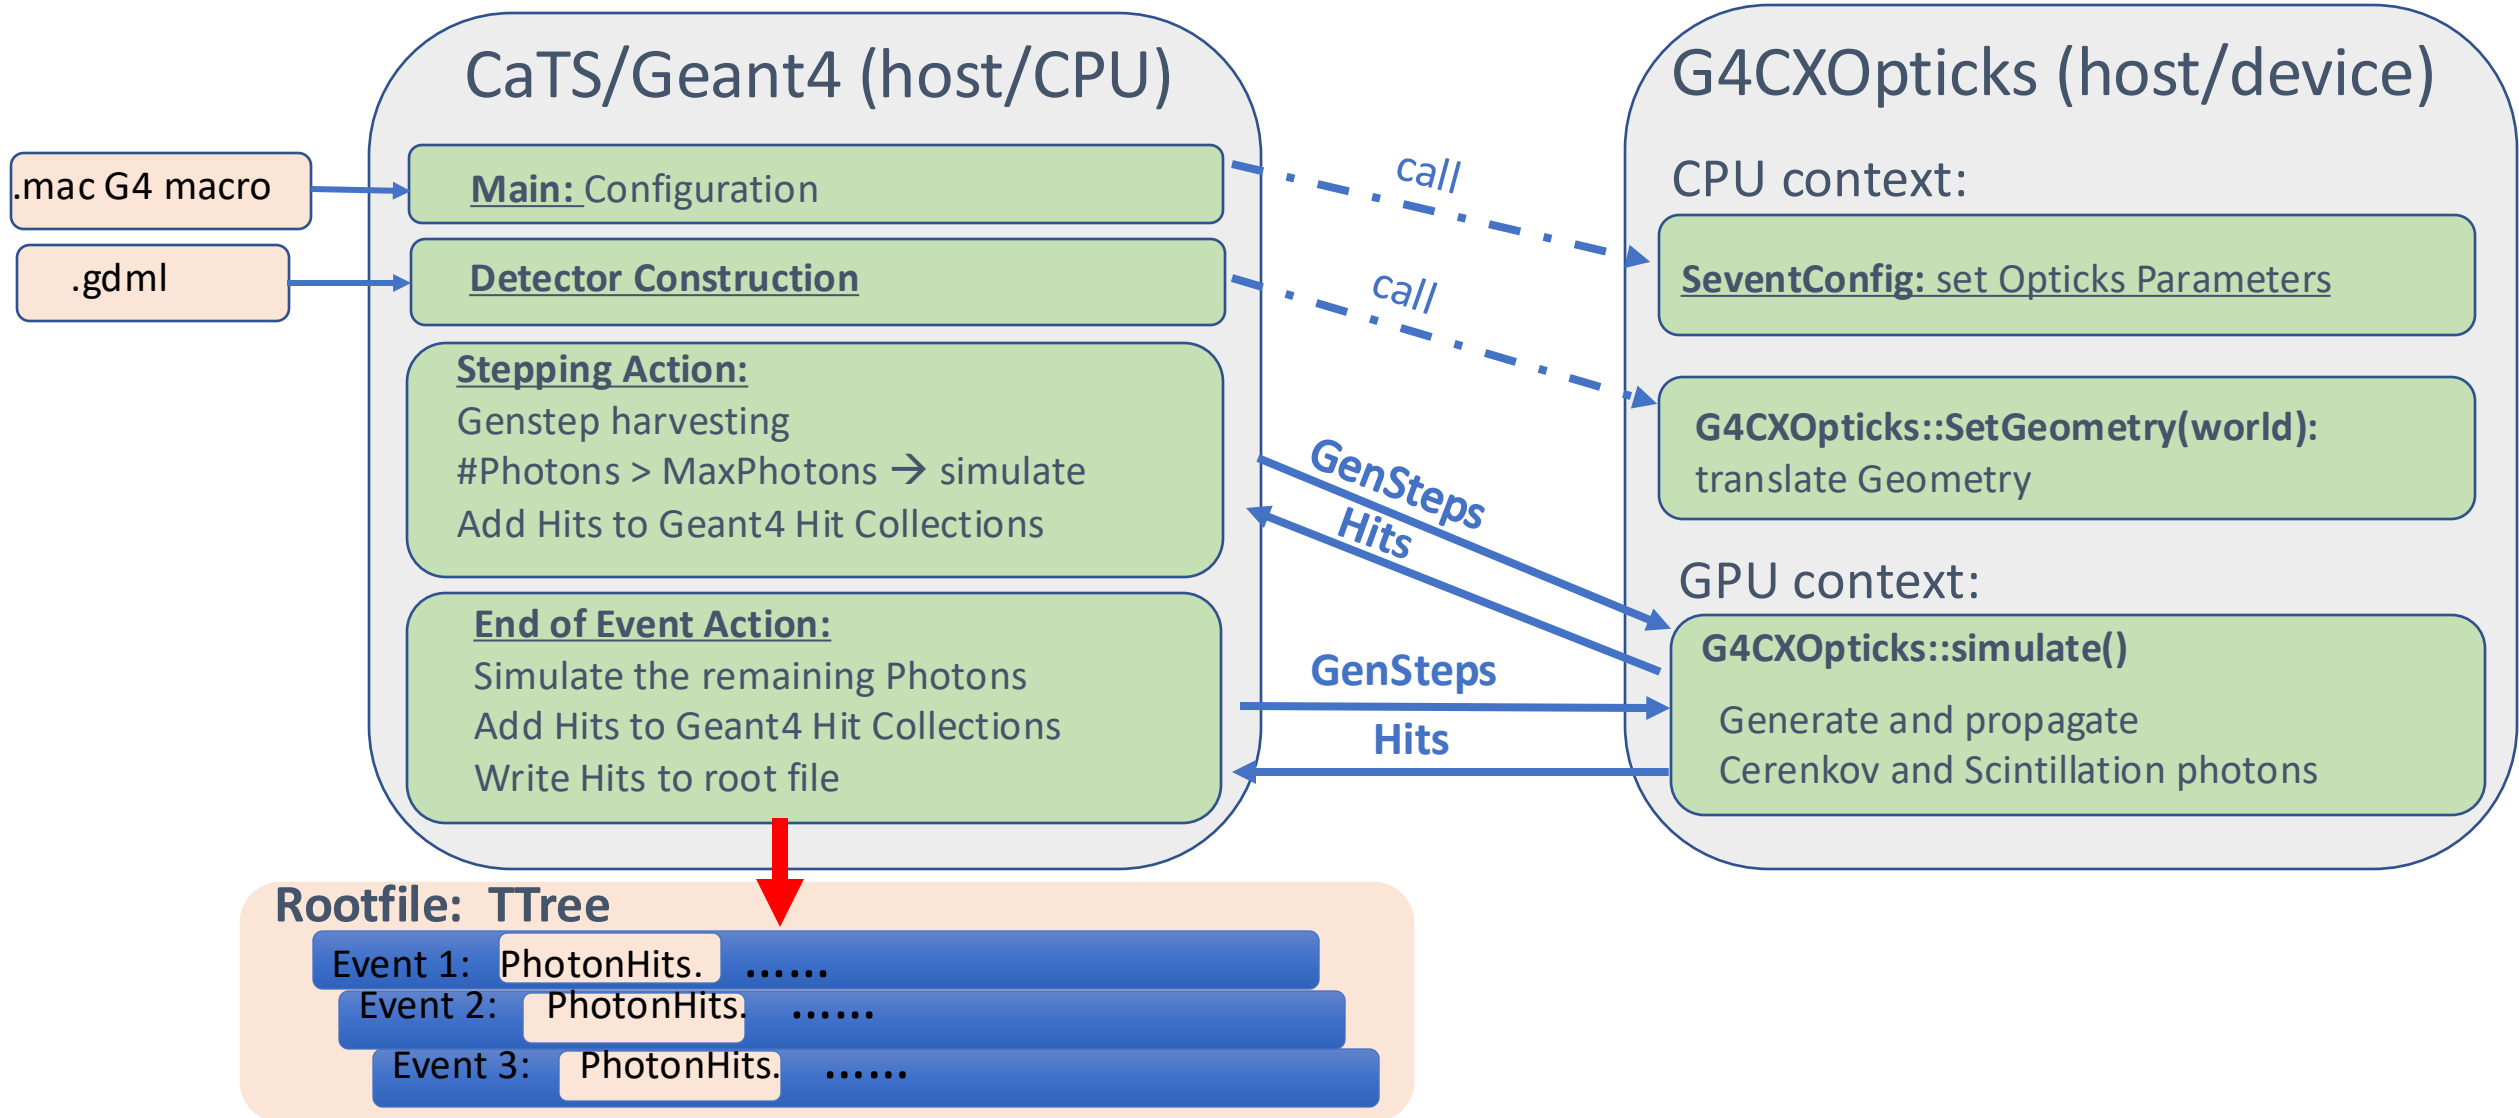 CaTS/Geant4 (host/CPU)
.mac G4 macro
.gdml
Main: Configuration
Detector Construction
Stepping Action:
Genstep harvesting
#Photons > MaxPhotons → simulate
Add Hits to Geant4 Hit Collections
End of Event Action:
Simulate the remaining Photons
Add Hits to Geant4 Hit Collections
Write Hits to root file
call
call
GenSteps
Hits
GenSteps
Hits
G4CXOpticks (host/device)
CPU context:
SeventConfig: set Opticks Parameters
G4CXOpticks::SetGeometry(world):
translate Geometry
GPU context:
G4CXOpticks::simulate()
Generate and propagate
Cerenkov and Scintillation photons
Rootfile: TTree
Event 1: PhotonHits. ......
Event 2: PhotonHits. ......
Event 3: PhotonHits. ......